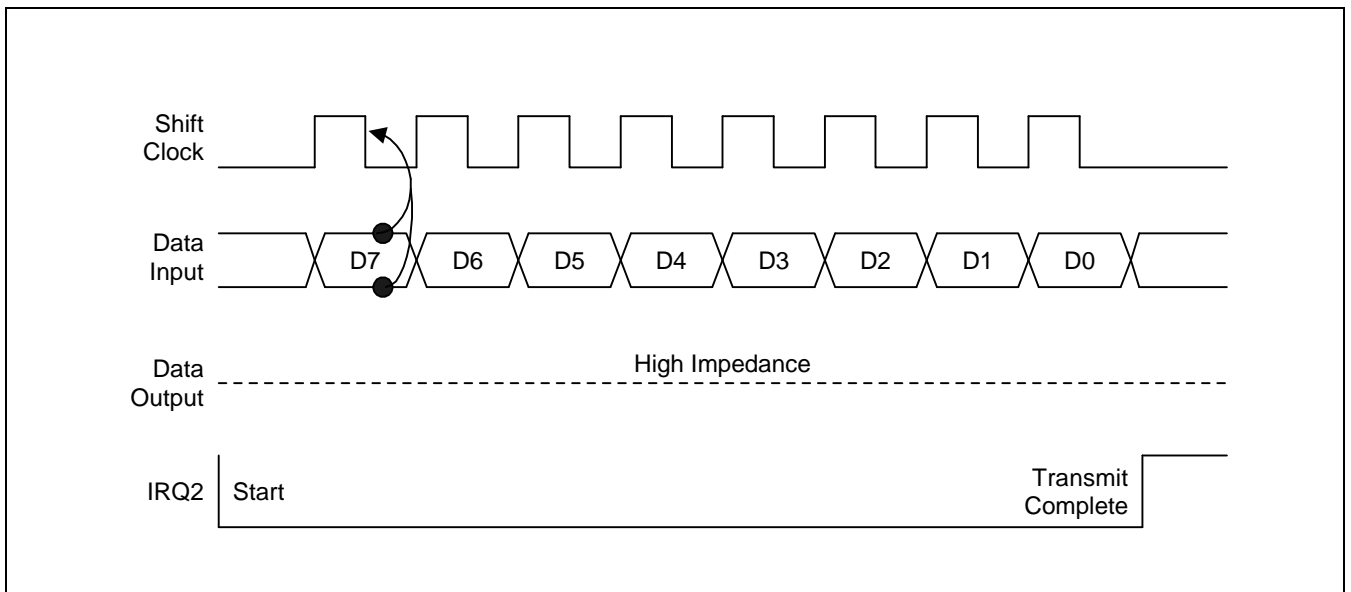 Shift
Clock
Data
Input
D7 D6 D5 D4 D3 D2 D1 D0
Data
Output
High Impedance
IRQ2
Start
Transmit
Complete